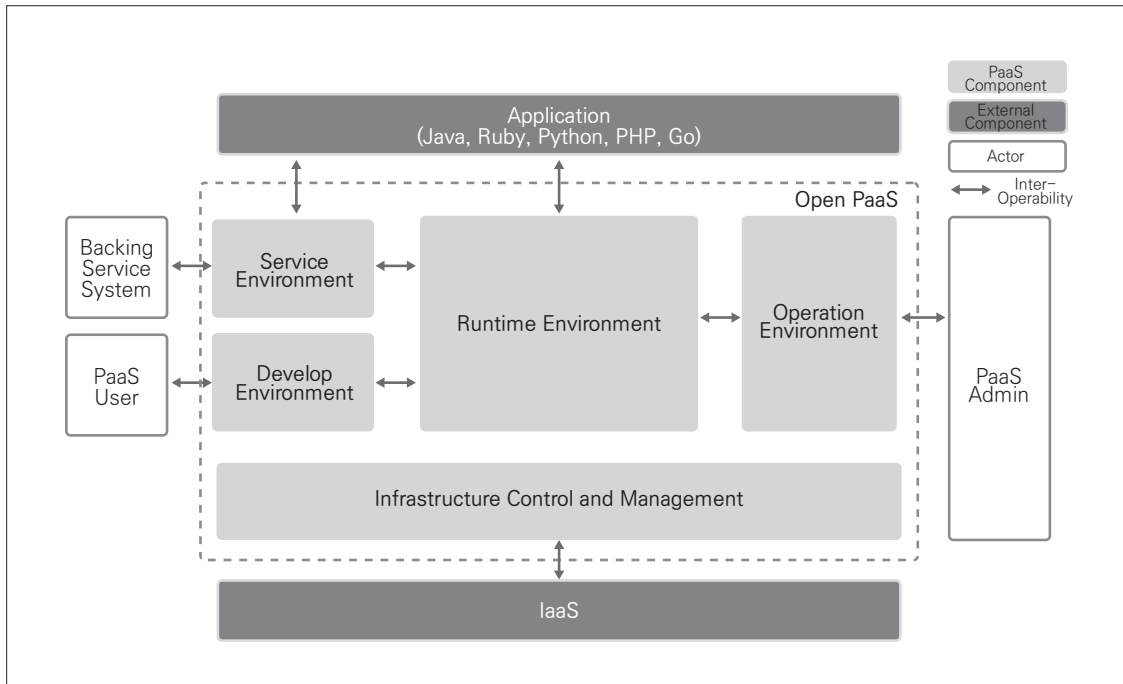 PaaS
Component
External
Component
Actor
Inter-
Operability
Application
(Java, Ruby, Python, PHP, Go)
Open PaaS
Backing
Service
System
Service
Environment
Runtime Environment
Operation
Environment
PaaS
User
Develop
Environment
PaaS
Admin
Infrastructure Control and Management
IaaS